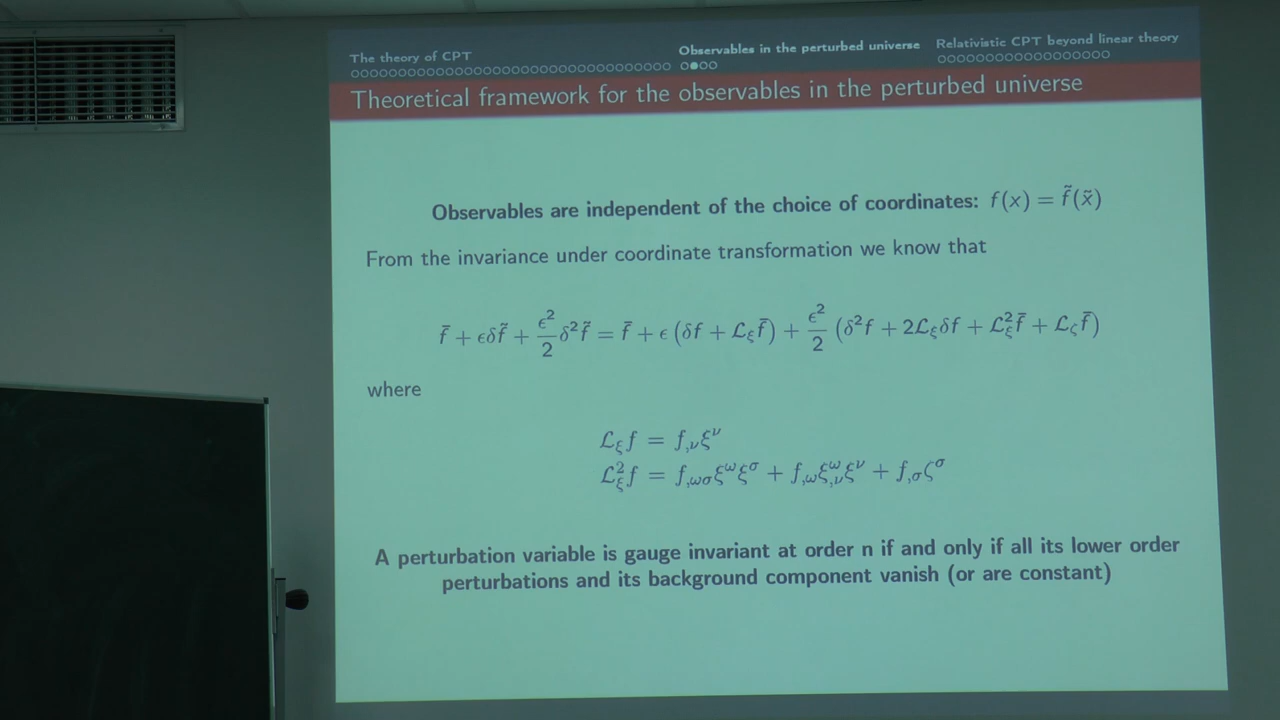 The theory of CPT
Observables in the perturbed universe
Relativistic CPT beyond linear theory
Theoretical framework for the observables in the perturbed universe
Observables are independent of the choice of coordinates: f(x) = f̃(x̃)
From the invariance under coordinate transformation we know that
f̄ + ϵδf̃ + ϵ²/2 δ²f̃ = f̄ + ϵ (δf + ℒ_ξ f̄) + ϵ²/2 (δ²f + 2ℒ_ξ δf + ℒ²_ξ f̄ + ℒ_ζ f̄)
where
ℒ_ξ f = f_{,ν} ξ^ν
ℒ²_ξ f = f_{,ωσ} ξ^ω ξ^σ + f_{,ω} ξ^ω_{,ν} ξ^ν + f_{,σ} ζ^σ
A perturbation variable is gauge invariant at order n if and only if all its lower order
perturbations and its background component vanish (or are constant)